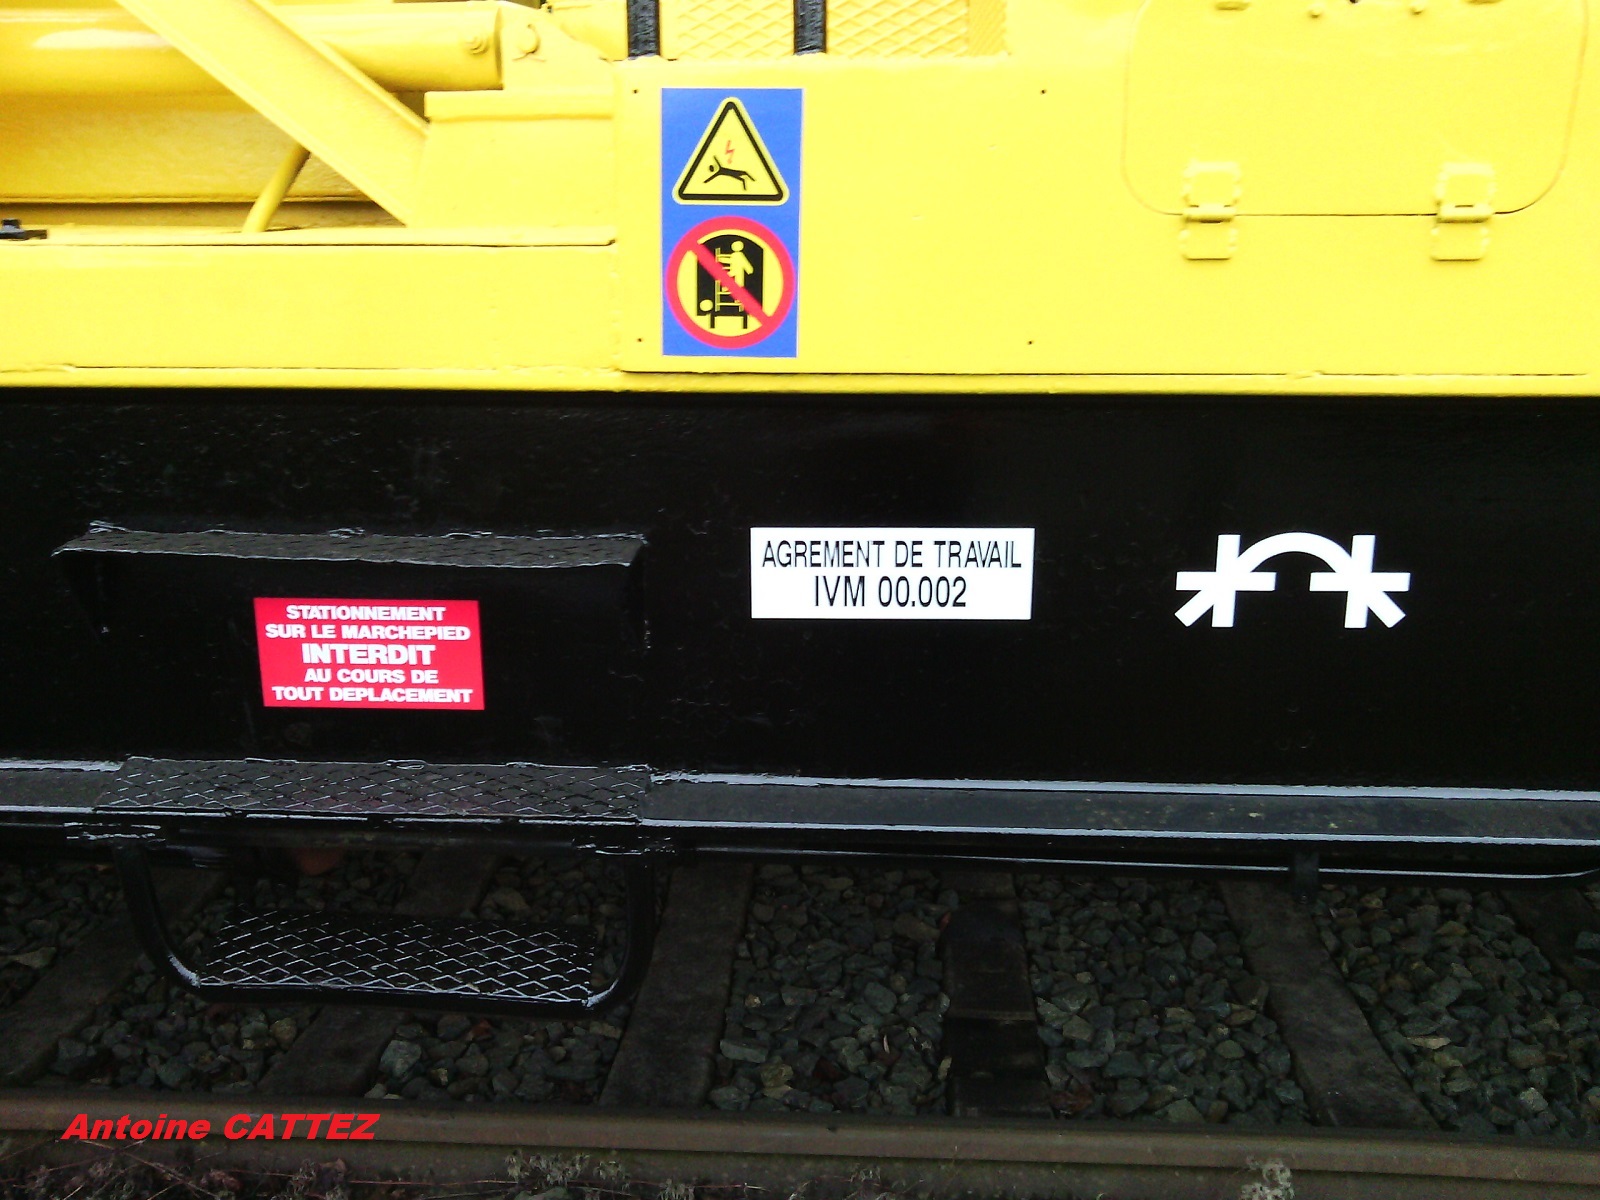 AGREMENT DE TRAVAIL
IVM 00.002
STATIONNEMENT
SUR LE MARCHEPIED
INTERDIT
AU COURS DE
TOUT DEPLACEMENT
Antoine CATTEZ